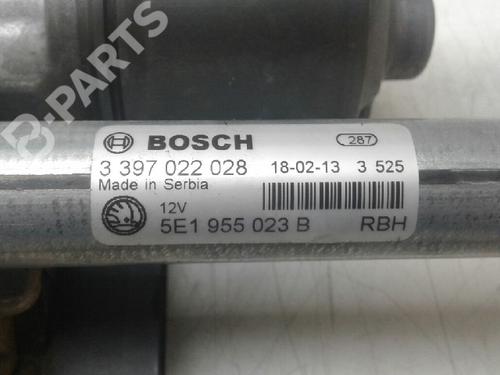 B-PARTS
BOSCH 287
3 397 022 028 18-02-13 3 525
Made in Serbia
12V
5E1 955 023 B RBH
B-PARTS